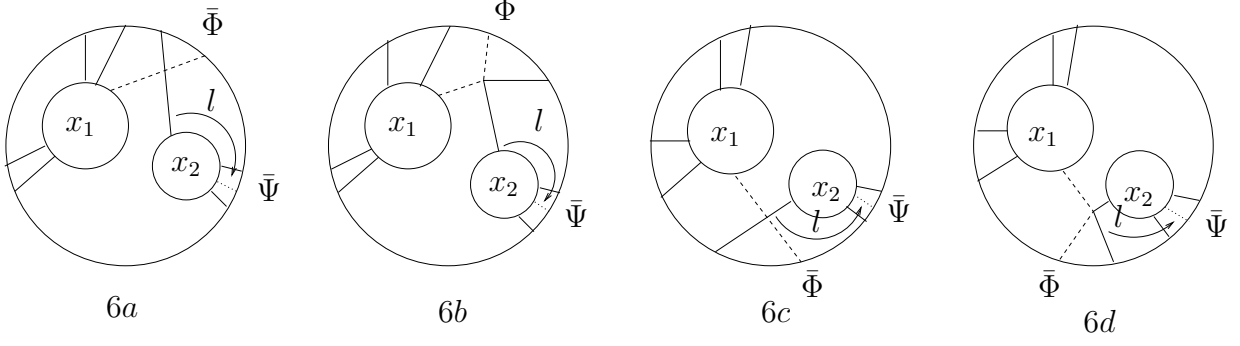 Φ̄ Φ
x₁ l x₂ Ψ̄ x₁ l x₂ Ψ̄ x₁ x₂ l Ψ̄ x₁ x₂ l Ψ̄
Φ̄ Φ̄
6a 6b 6c 6d